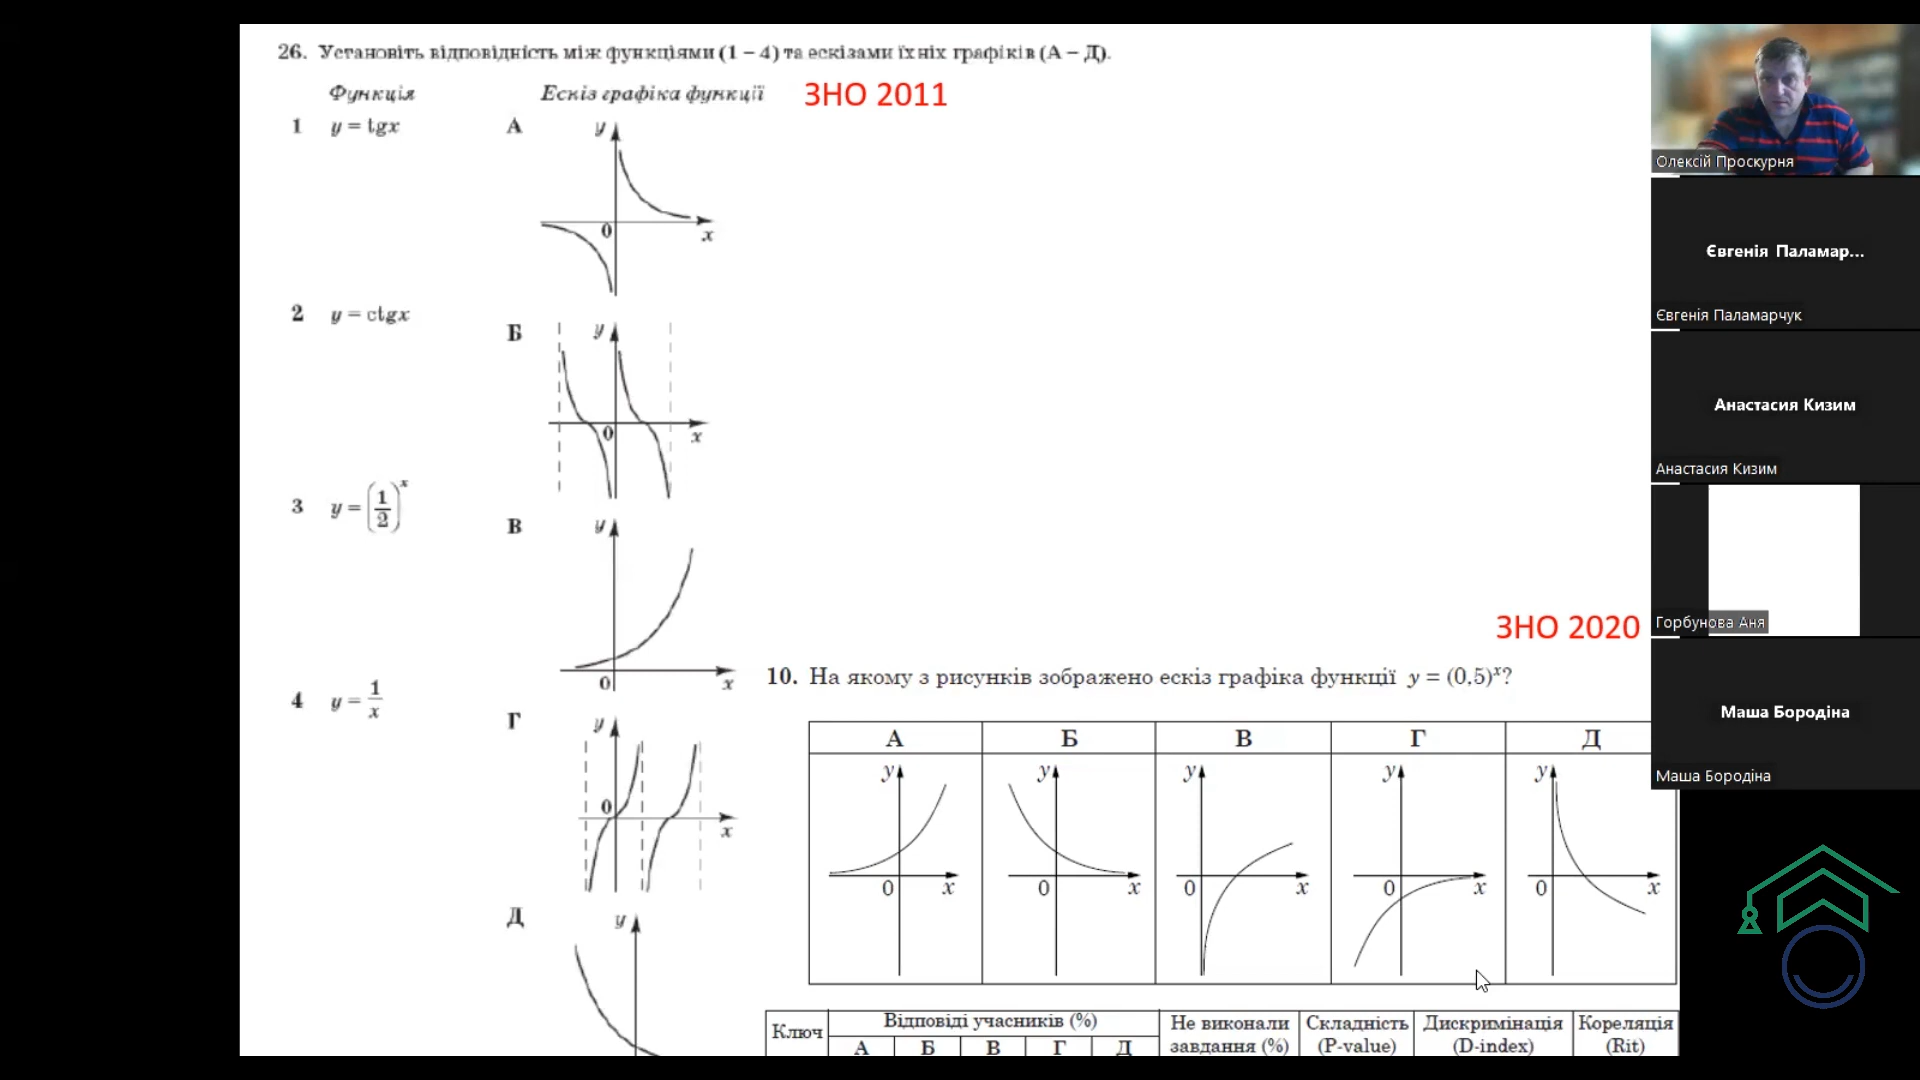 26. Установіть відповідність між функціями (1 – 4) та ескізами їхніх графіків (А – Д).
Функція
Ескіз графіка функції
ЗНО 2011
1 y = tgx
А
y
0
x
2 y = ctgx
Б
y
0
x
3 y = (1/2)^x
В
y
0
x
4 y = 1/x
Г
y
0
x
Д
y
ЗНО 2020
10. На якому з рисунків зображено ескіз графіка функції y = (0,5)^x?
А Б В Г Д
y y y y y
0 x 0 x 0 x 0 x 0 x
Ключ
Відповіді учасників (%)
А Б В Г Д
Не виконали
завдання (%)
Складність
(P-value)
Дискримінація
(D-index)
Кореляція
(Rit)
Олексій Проскурня
Євгенія Паламар...
Євгенія Паламарчук
Анастасия Кизим
Анастасия Кизим
Горбунова Аня
Маша Бородіна
Маша Бородіна